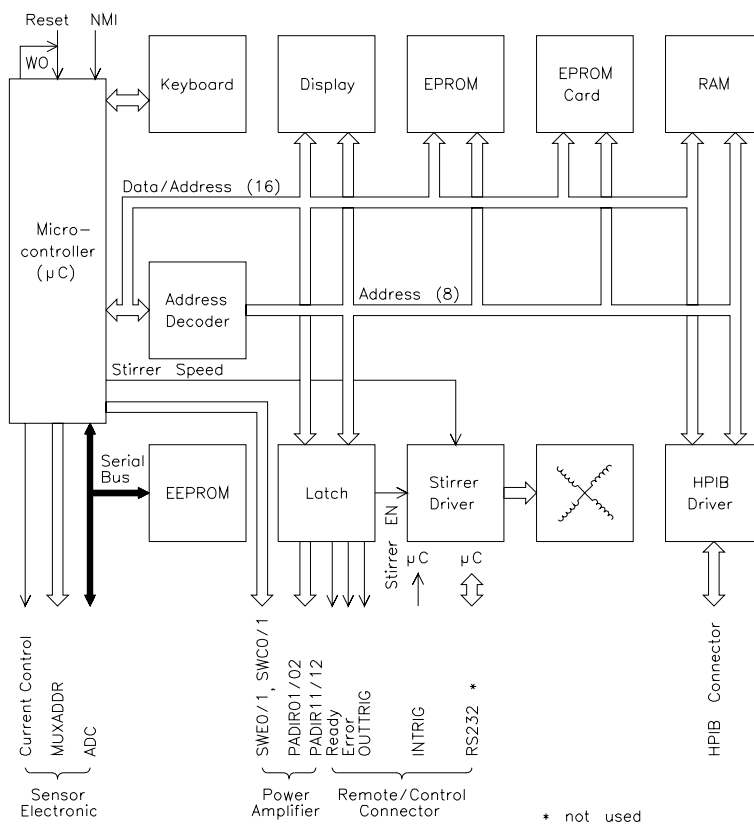 Reset
NMI
WO
Keyboard
Display
EPROM
EPROM
Card
RAM
Data/Address (16)
Micro-
controller
(µC)
Address
Decoder
Address (8)
Stirrer Speed
Serial
Bus
EEPROM
Latch
Stirrer EN
Stirrer
Driver
HPIB
Driver
µC
µC
Current Control
MUXADDR
ADC
SWE0/1, SWC0/1
PADIR01/02
PADIR11/12
Ready
Error
OUTTRIG
INTRIG
RS232 *
HPIB Connector
Sensor
Electronic
Power
Amplifier
Remote/Control
Connector
* not used